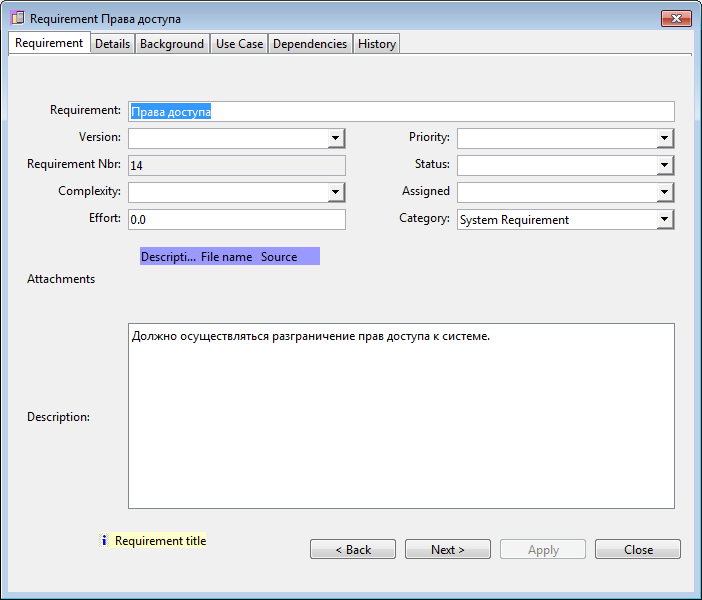 Requirement Права доступа
Requirement Details Background Use Case Dependencies History
Requirement: Права доступа
Version: Priority:
Requirement Nbr: 14 Status:
Complexity: Assigned
Effort: 0.0 Category: System Requirement
Descripti... File name Source
Attachments
Должно осуществляться разграничение прав доступа к системе.
Description:
Requirement title
< Back Next > Apply Close